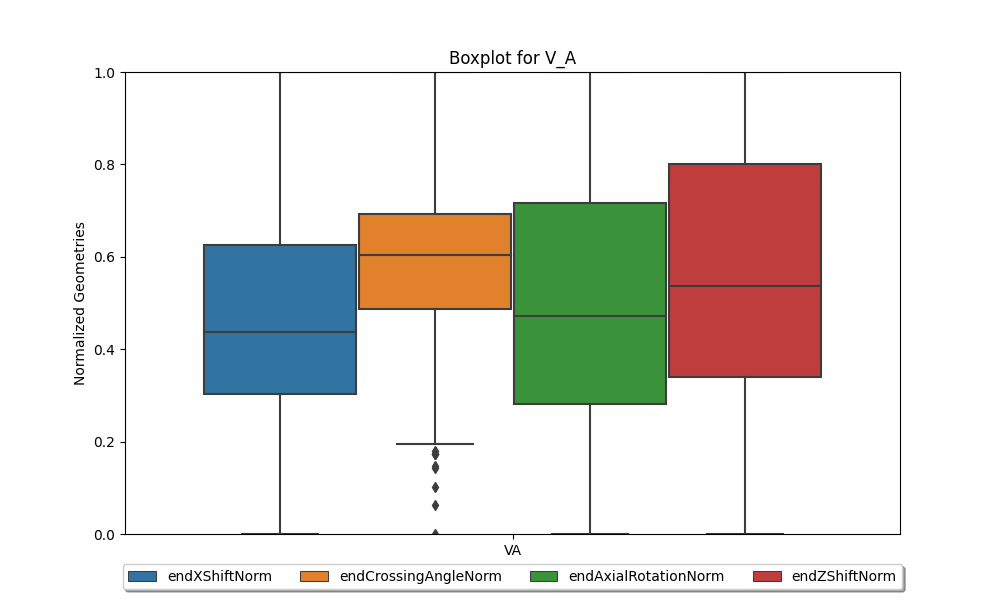 Boxplot for V_A
1.0
0.8
0.6
0.4
0.2
0.0
Normalized Geometries
VA
endXShiftNorm endCrossingAngleNorm endAxialRotationNorm endZShiftNorm